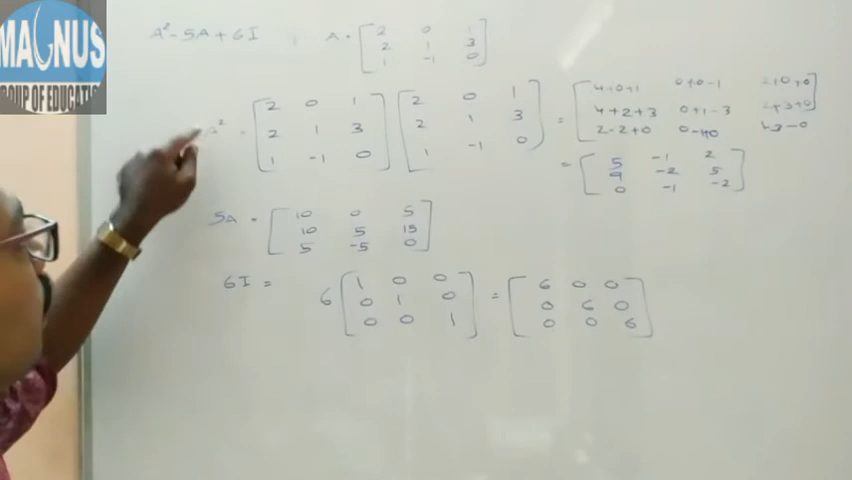 MAGNUS
GROUP OF EDUCATI
A² - 5A + 6I ; A = [2 0 1
2 1 3
1 -1 0]
A² = [2 0 1
2 1 3
1 -1 0] [2 0 1
2 1 3
1 -1 0] = [4+0+1 0+0-1 2+0+0
4+2+3 0+1-3 2+3+0
2-2+0 0-1+0 1-3-0]
= [5 -1 2
9 -2 5
0 -1 -2]
5A = [10 0 5
10 5 15
5 -5 0]
6I = 6 [1 0 0
0 1 0
0 0 1] = [6 0 0
0 6 0
0 0 6]